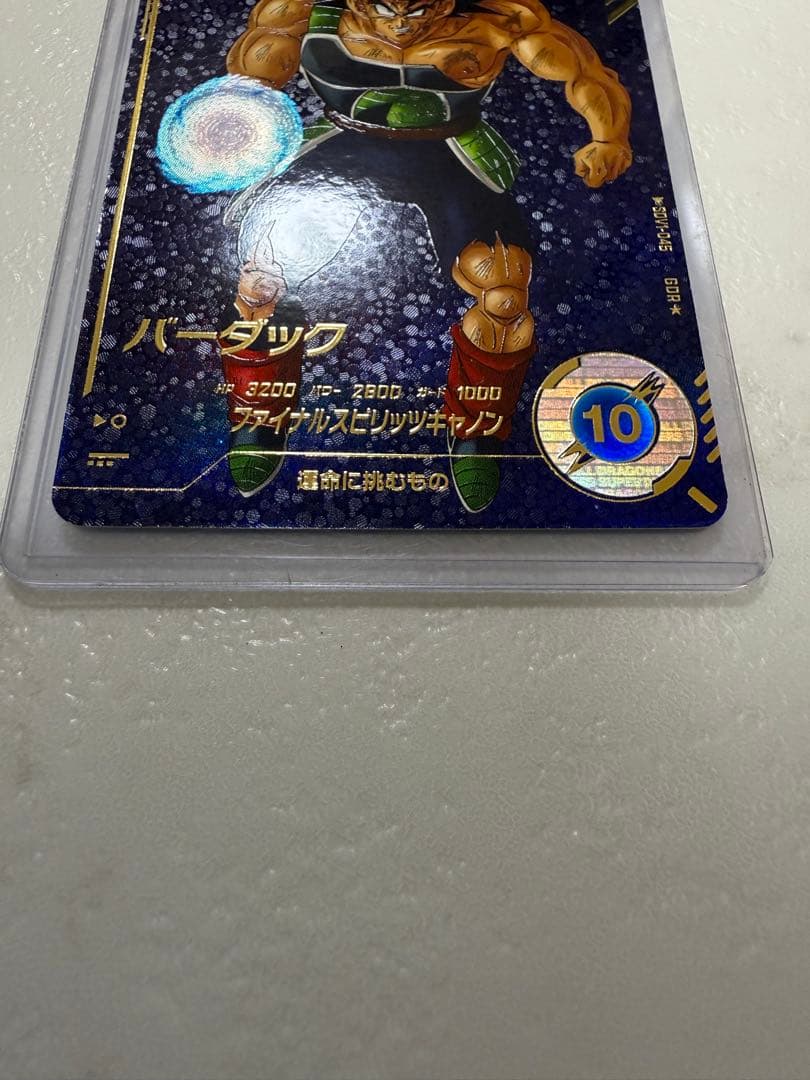 ★SDV1-045 GDR★
バーダック
HP 3200 パワー 2800 ガード 1000
ファイナルスピリッツキャノン
10
運命に挑むもの